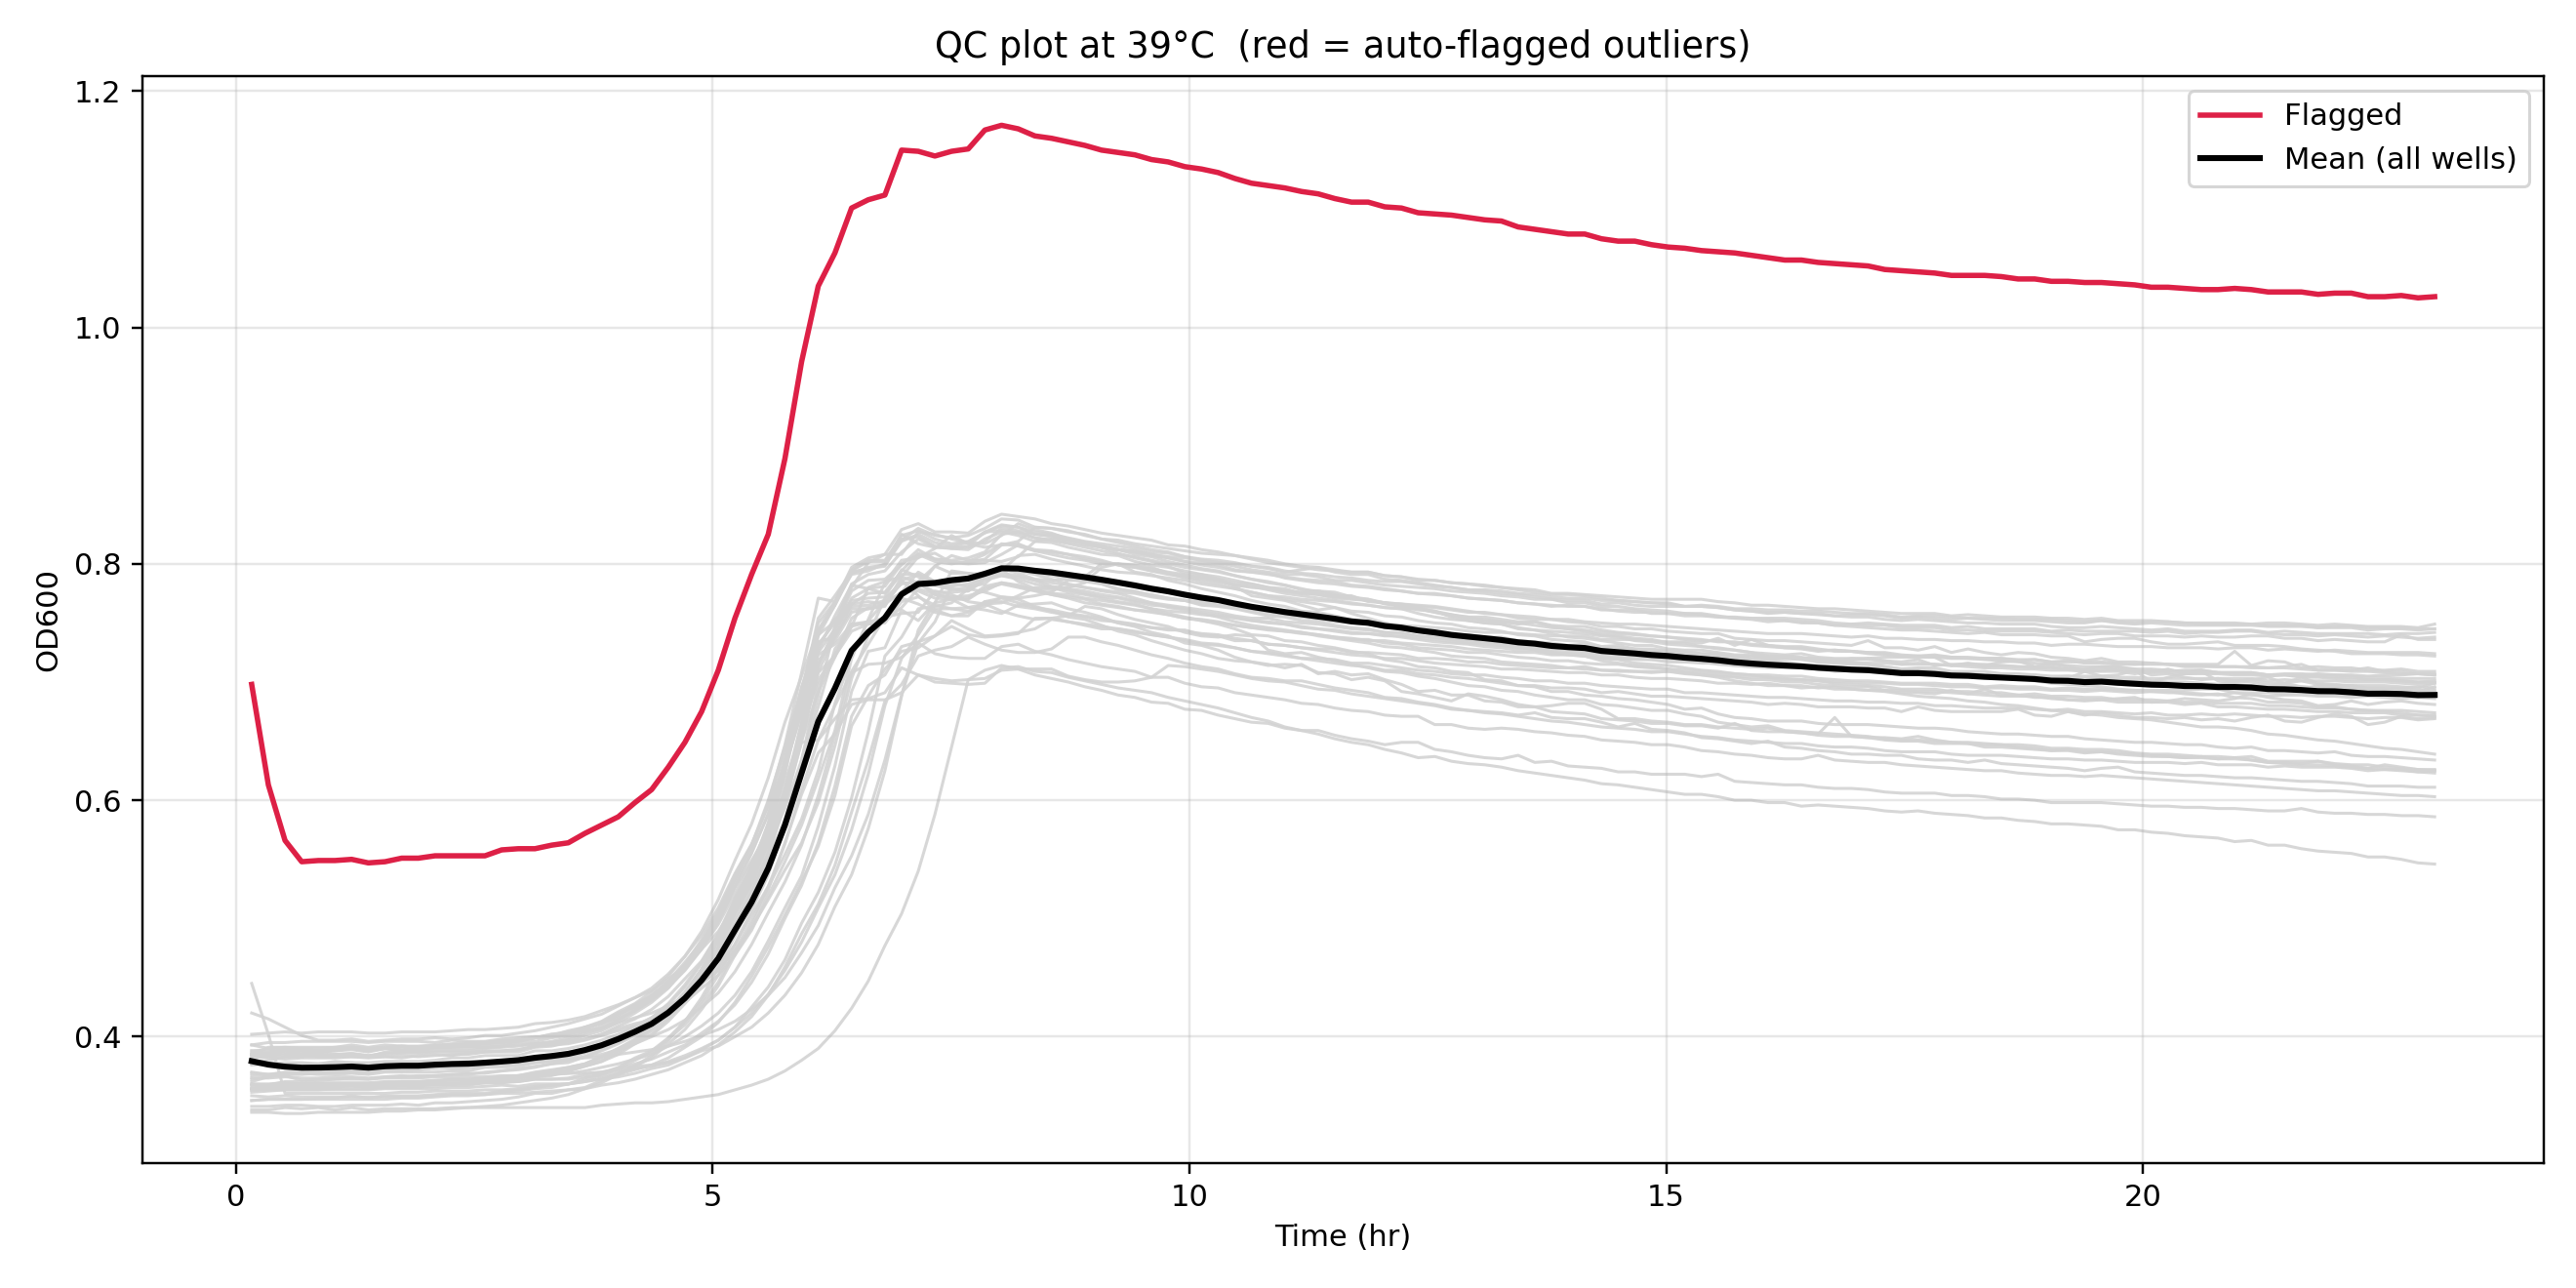 QC plot at 39°C  (red = auto-flagged outliers)
1.2
1.0
0.8
0.6
0.4
OD600
Flagged
Mean (all wells)
0 5 10 15 20
Time (hr)